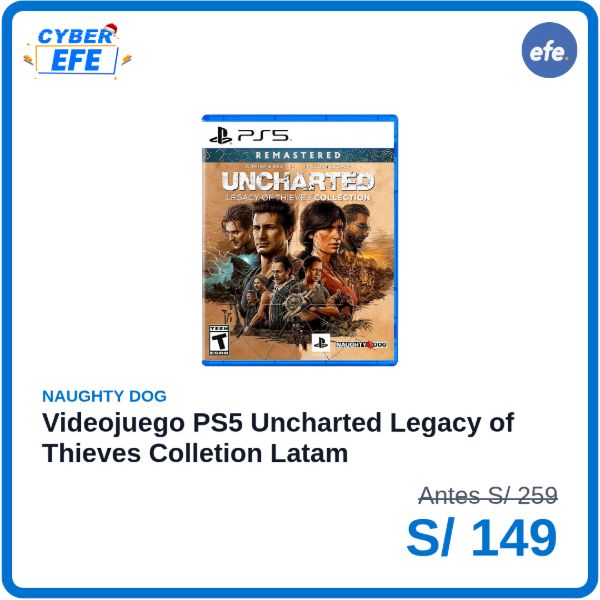 CYBER
EFE
efe.
PS5
REMASTERED
UNCHARTED
LEGACY OF THIEVES COLLECTION
TEEN
T
ESRB
NAUGHTY DOG
NAUGHTY DOG
Videojuego PS5 Uncharted Legacy of
Thieves Colletion Latam
Antes S/ 259
S/ 149